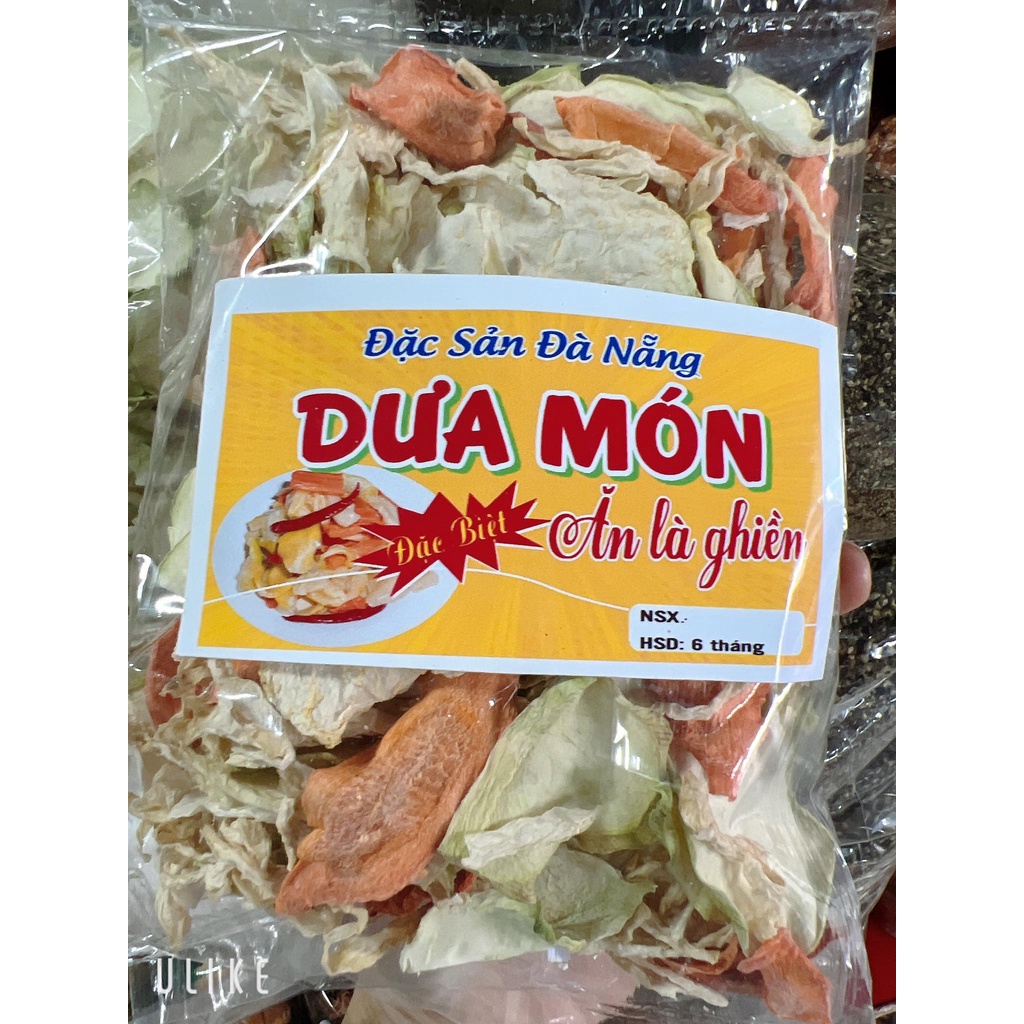 Đặc Sản Đà Nẵng
DƯA MÓN
Đặc Biệt
Ăn là ghiền
NSX.
HSD: 6 tháng
ULIKE